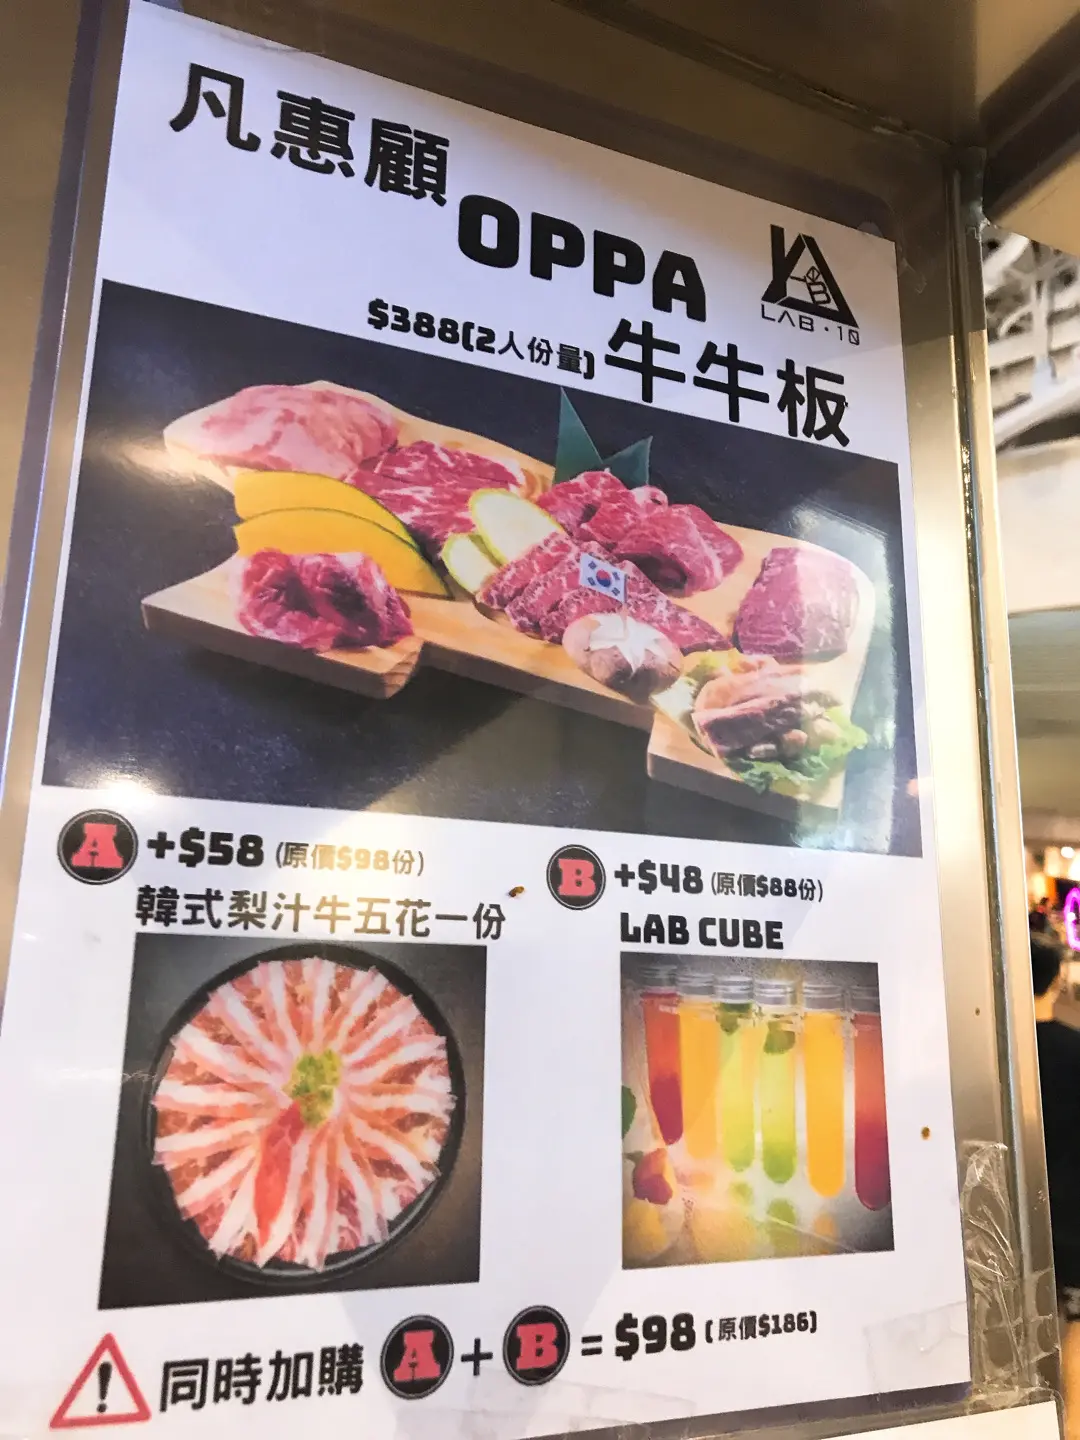 凡惠顧
OPPA
LAB・10
$388(2人份量)
牛牛板
A +$58 (原價$98份)
韓式梨汁牛五花一份
B +$48 (原價$88份)
LAB CUBE
! 同時加購 A + B = $98 (原價$186)